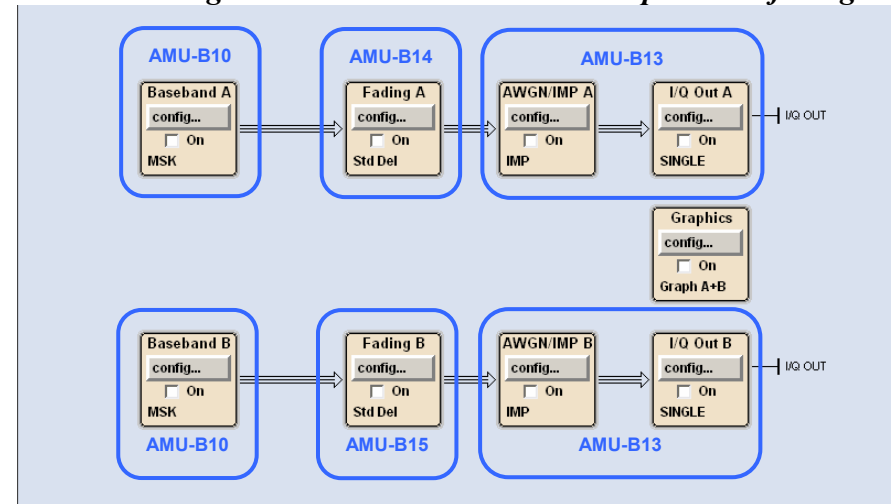 AMU-B10
AMU-B14
AMU-B13
Baseband A
config...
On
MSK
Fading A
config...
On
Std Del
AWGN/IMP A
config...
On
IMP
I/Q Out A
config...
On
SINGLE
I/Q OUT
Graphics
config...
On
Graph A+B
Baseband B
config...
On
MSK
Fading B
config...
On
Std Del
AWGN/IMP B
config...
On
IMP
I/Q Out B
config...
On
SINGLE
I/Q OUT
AMU-B10
AMU-B15
AMU-B13